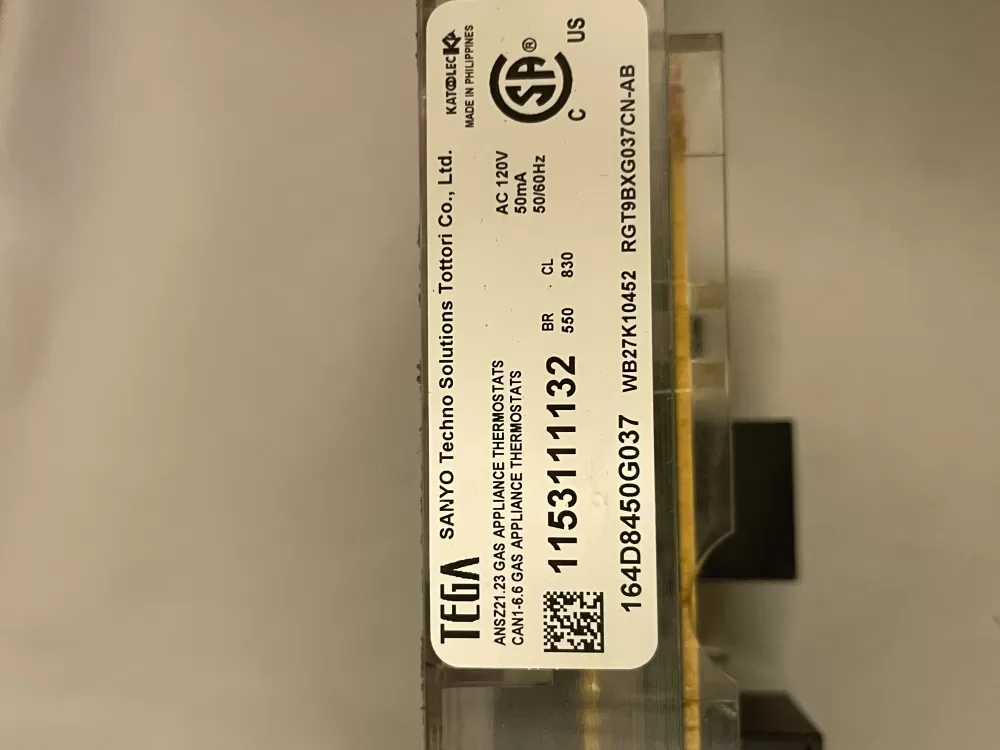 TEGA SANYO Techno Solutions Tottori Co., Ltd. KATOLEC
MADE IN PHILIPPINES
ANSZ21.23 GAS APPLIANCE THERMOSTATS
CAN1-6.6 GAS APPLIANCE THERMOSTATS
AC 120V
50mA
50/60Hz
C SA® US
1153111132
BR CL
550 830
164D8450G037 WB27K10452 RGT9BXG037CN-AB